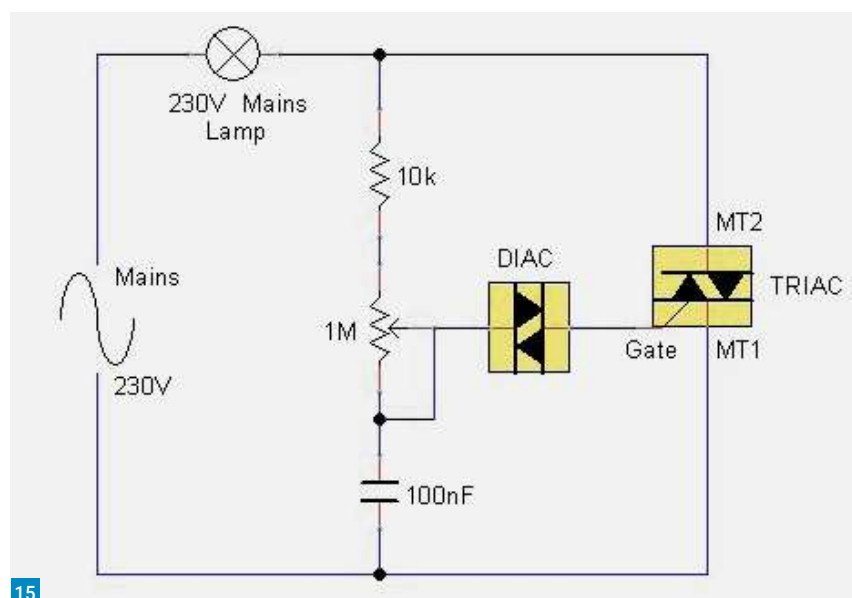 230V Mains
Lamp
10k
MT2
DIAC
TRIAC
Mains
1M
Gate
MT1
230V
100nF
15